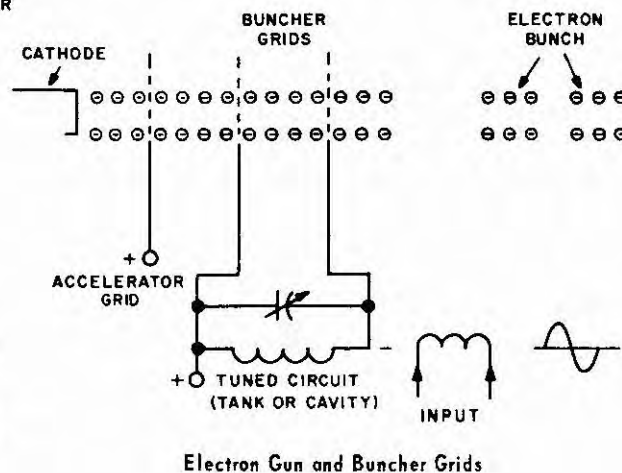 R
BUNCHER
GRIDS
ELECTRON
BUNCH
CATHODE
+
ACCELERATOR
GRID
+
TUNED CIRCUIT
(TANK OR CAVITY)
–
INPUT
Electron Gun and Buncher Grids